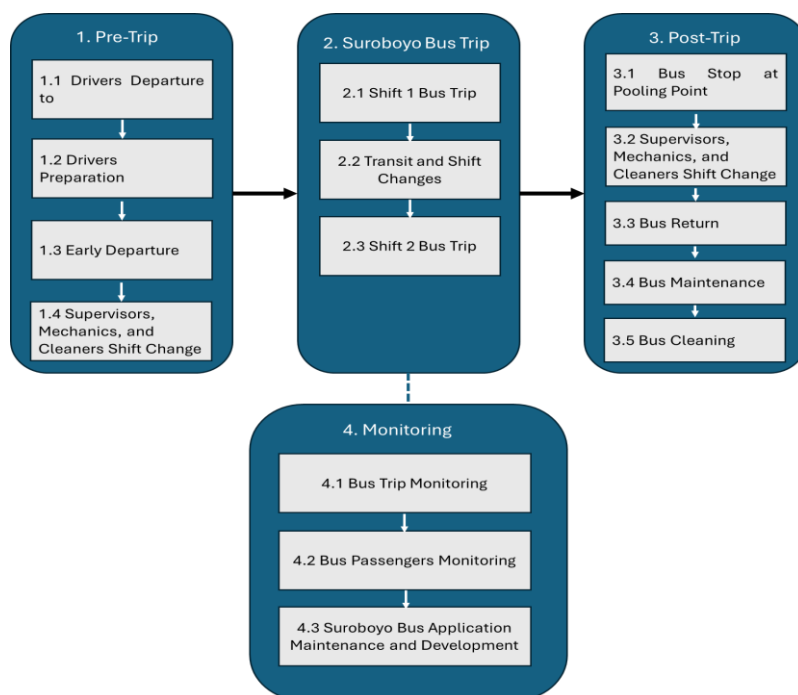 1. Pre-Trip
1.1 Drivers Departure
to
1.2 Drivers
Preparation
1.3 Early Departure
1.4 Supervisors,
Mechanics, and
Cleaners Shift Change
2. Suroboyo Bus Trip
2.1 Shift 1 Bus Trip
2.2 Transit and Shift
Changes
2.3 Shift 2 Bus Trip
3. Post-Trip
3.1 Bus Stop at
Pooling Point
3.2 Supervisors,
Mechanics, and
Cleaners Shift Change
3.3 Bus Return
3.4 Bus Maintenance
3.5 Bus Cleaning
4. Monitoring
4.1 Bus Trip Monitoring
4.2 Bus Passengers Monitoring
4.3 Suroboyo Bus Application
Maintenance and Development